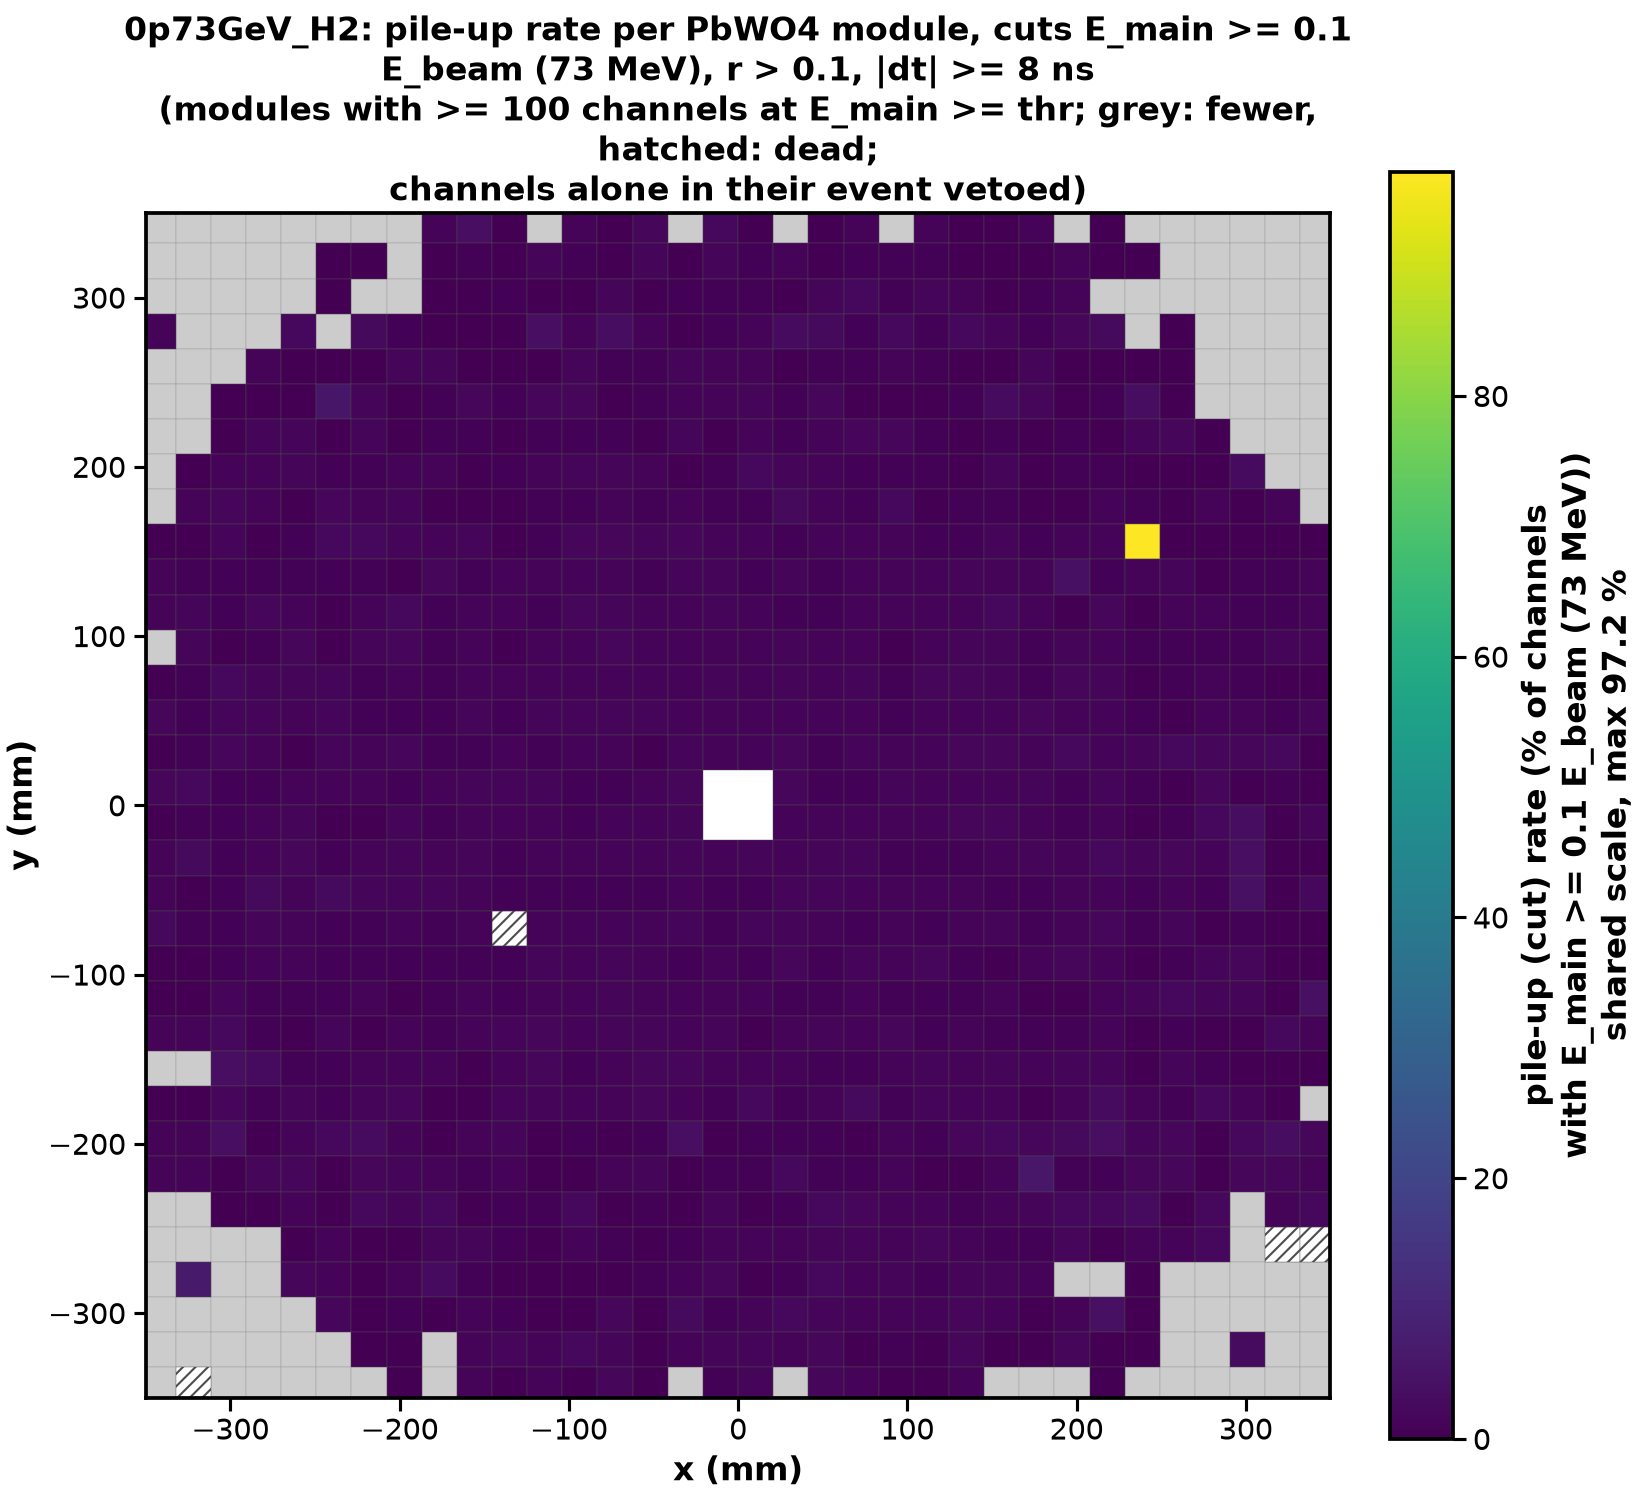 0p73GeV_H2: pile-up rate per PbWO4 module, cuts E_main >= 0.1
E_beam (73 MeV), r > 0.1, |dt| >= 8 ns
(modules with >= 100 channels at E_main >= thr; grey: fewer,
hatched: dead;
channels alone in their event vetoed)
300
200
100
0
−100
−200
−300
y (mm)
−300
−200
−100
0
100
200
300
x (mm)
80
60
40
20
0
pile-up (cut) rate (% of channels
with E_main >= 0.1 E_beam (73 MeV))
shared scale, max 97.2 %